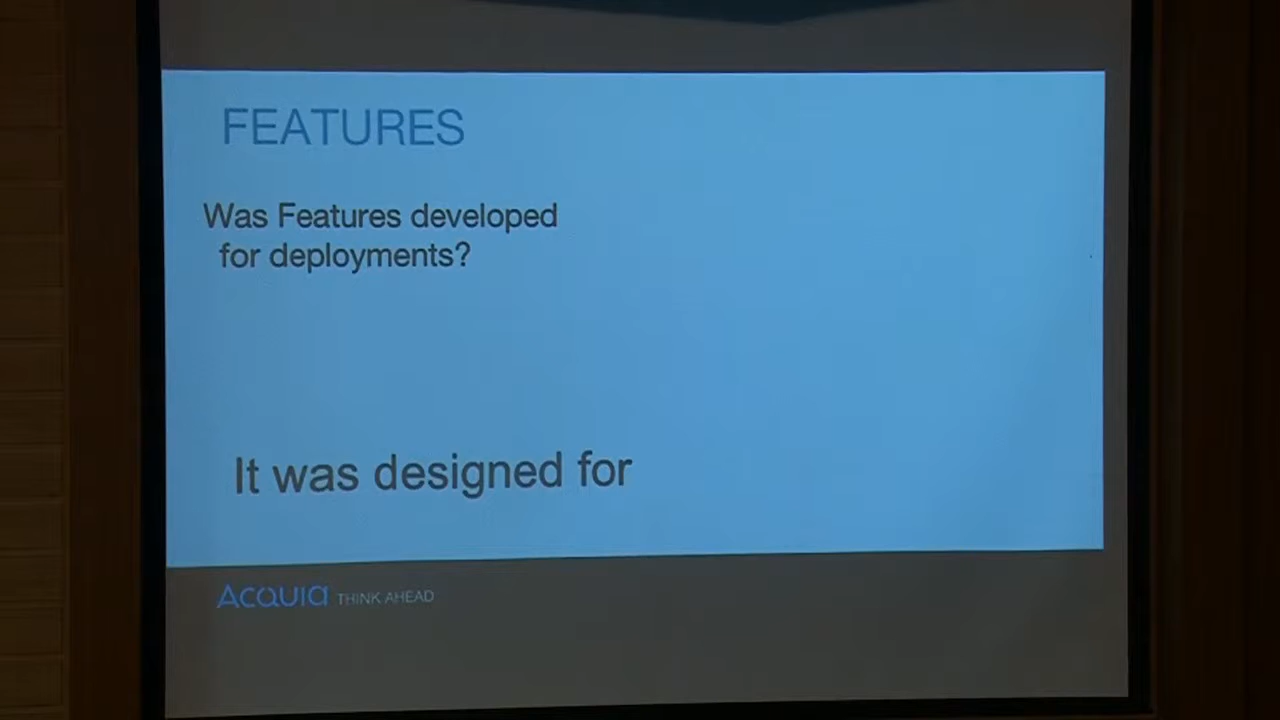 FEATURES
Was Features developed
for deployments?
It was designed for
ACQUIA THINK AHEAD